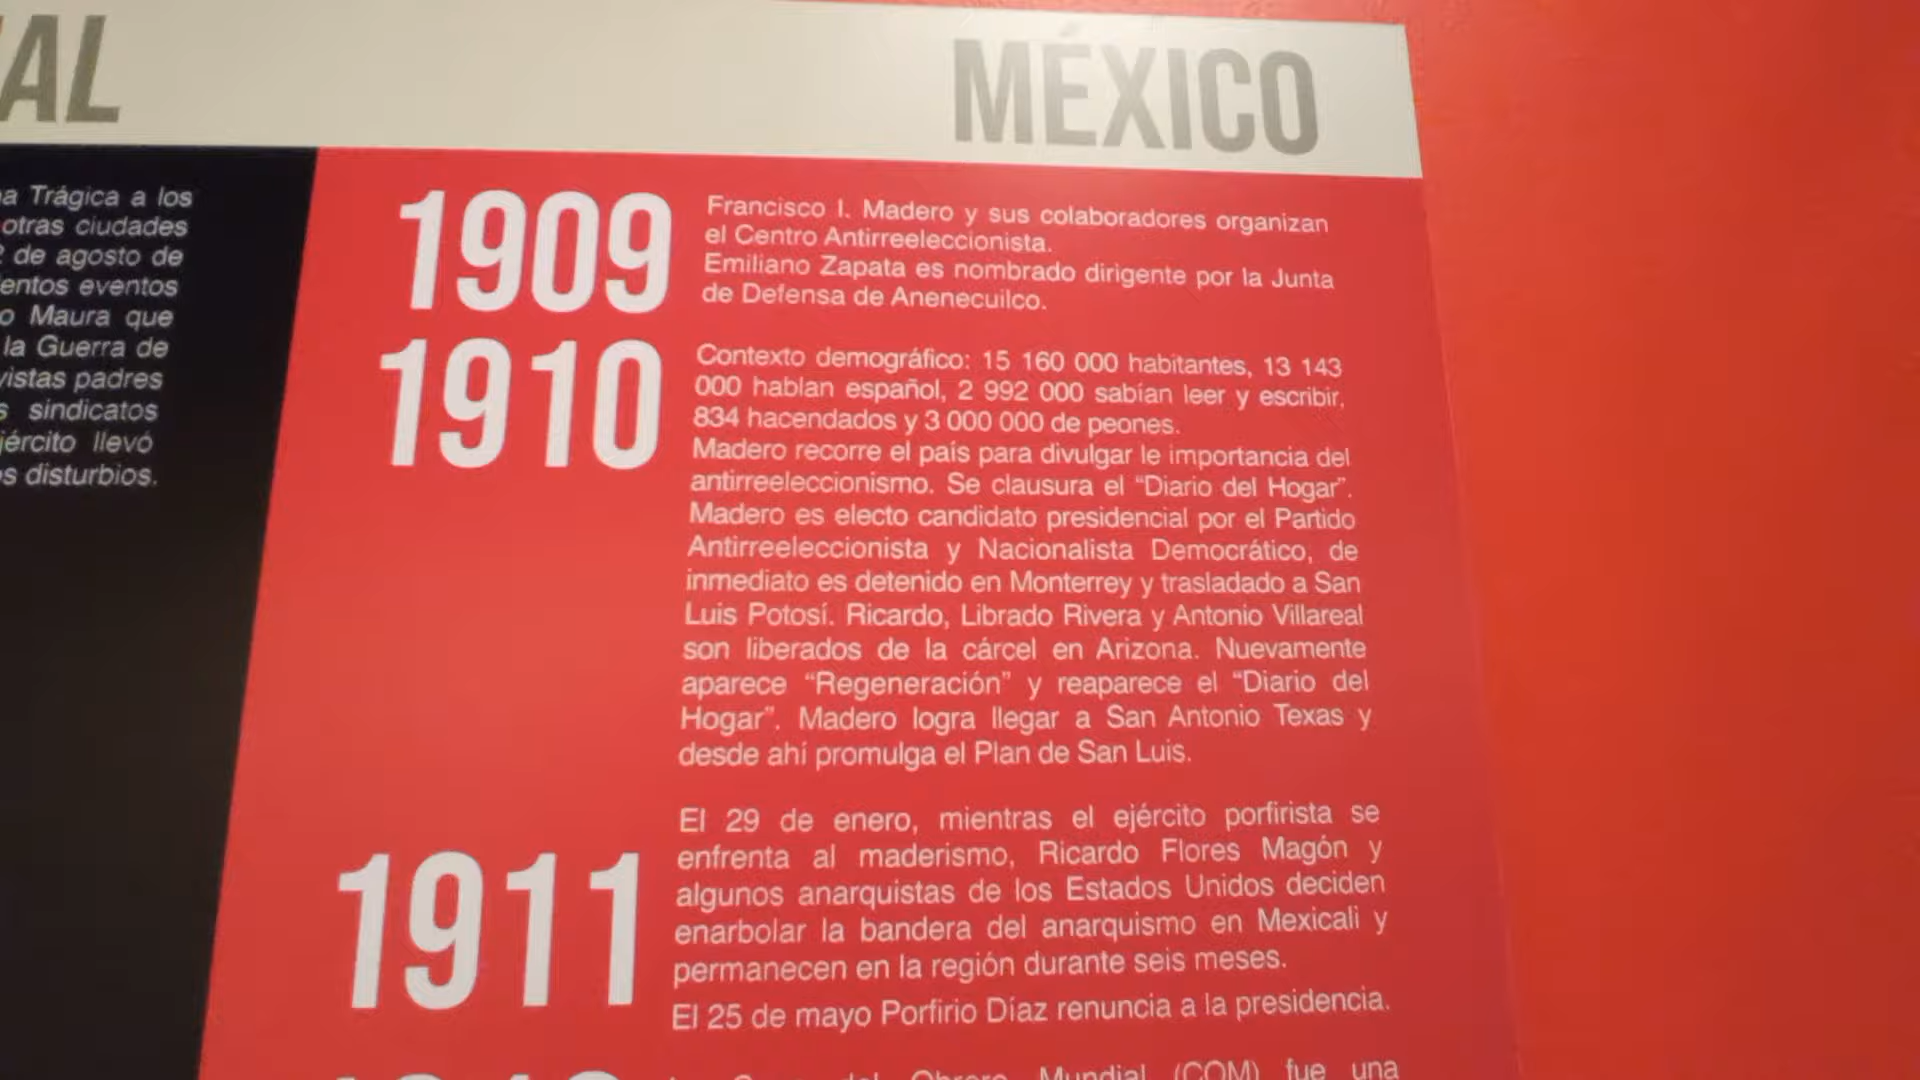 AL
MÉXICO
a Trágica a los
otras ciudades
de agosto de
entos eventos
o Maura que
la Guerra de
vistas padres
s sindicatos
jército llevó
s disturbios.
1909
Francisco I. Madero y sus colaboradores organizan
el Centro Antirreeleccionista.
Emiliano Zapata es nombrado dirigente por la Junta
de Defensa de Anenecuilco.
1910
Contexto demográfico: 15 160 000 habitantes, 13 143
000 hablan español, 2 992 000 sabían leer y escribir,
834 hacendados y 3 000 000 de peones.
Madero recorre el país para divulgar le importancia del
antirreeleccionismo. Se clausura el “Diario del Hogar”.
Madero es electo candidato presidencial por el Partido
Antirreeleccionista y Nacionalista Democrático, de
inmediato es detenido en Monterrey y trasladado a San
Luis Potosí. Ricardo, Librado Rivera y Antonio Villareal
son liberados de la cárcel en Arizona. Nuevamente
aparece “Regeneración” y reaparece el “Diario del
Hogar”. Madero logra llegar a San Antonio Texas y
desde ahí promulga el Plan de San Luis.
1911
El 29 de enero, mientras el ejército porfirista se
enfrenta al maderismo, Ricardo Flores Magón y
algunos anarquistas de los Estados Unidos deciden
enarbolar la bandera del anarquismo en Mexicali y
permanecen en la región durante seis meses.
El 25 de mayo Porfirio Díaz renuncia a la presidencia.
del Obrero Mundial (COM) fue una